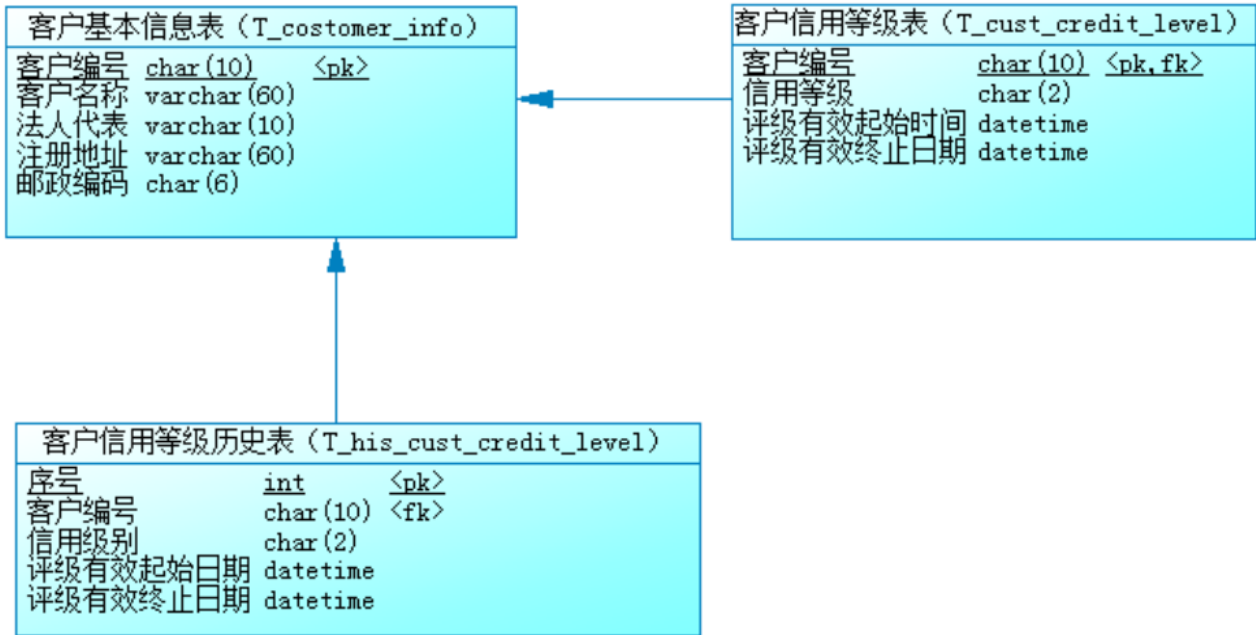 客户基本信息表（T_costomer_info）
客户编号 char(10) <pk>
客户名称 varchar(60)
法人代表 varchar(10)
注册地址 varchar(60)
邮政编码 char(6)
客户信用等级表（T_cust_credit_level）
客户编号 char(10) <pk,fk>
信用等级 char(2)
评级有效起始时间 datetime
评级有效终止日期 datetime
客户信用等级历史表（T_his_cust_credit_level）
序号 int <pk>
客户编号 char(10) <fk>
信用级别 char(2)
评级有效起始日期 datetime
评级有效终止日期 datetime